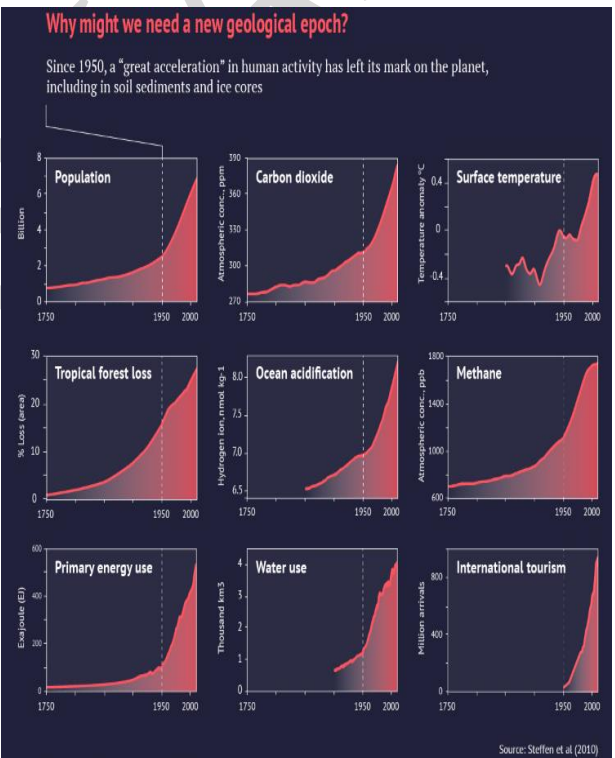 Why might we need a new geological epoch?
Since 1950, a “great acceleration” in human activity has left its mark on the planet,
including in soil sediments and ice cores
Population
Billion
8
6
4
2
0
1750
1950
2000
Carbon dioxide
Atmospheric conc., ppm
390
360
330
300
270
1750
1950
2000
Surface temperature
Temperature anomaly °C
0.4
0
-0.4
1750
1950
2000
Tropical forest loss
% Loss (area)
30
20
10
0
1750
1950
2000
Ocean acidification
Hydrogen ion, nmol kg-1
8.0
7.5
7.0
6.5
1750
1950
2000
Methane
Atmospheric conc., ppb
1800
1400
1000
600
1750
1950
2000
Primary energy use
Exajoule (EJ)
600
400
200
0
1750
1950
2000
Water use
Thousand km3
4
3
2
1
0
1750
1950
2000
International tourism
Million arrivals
800
400
0
1750
1950
2000
Source: Steffen et al (2010)